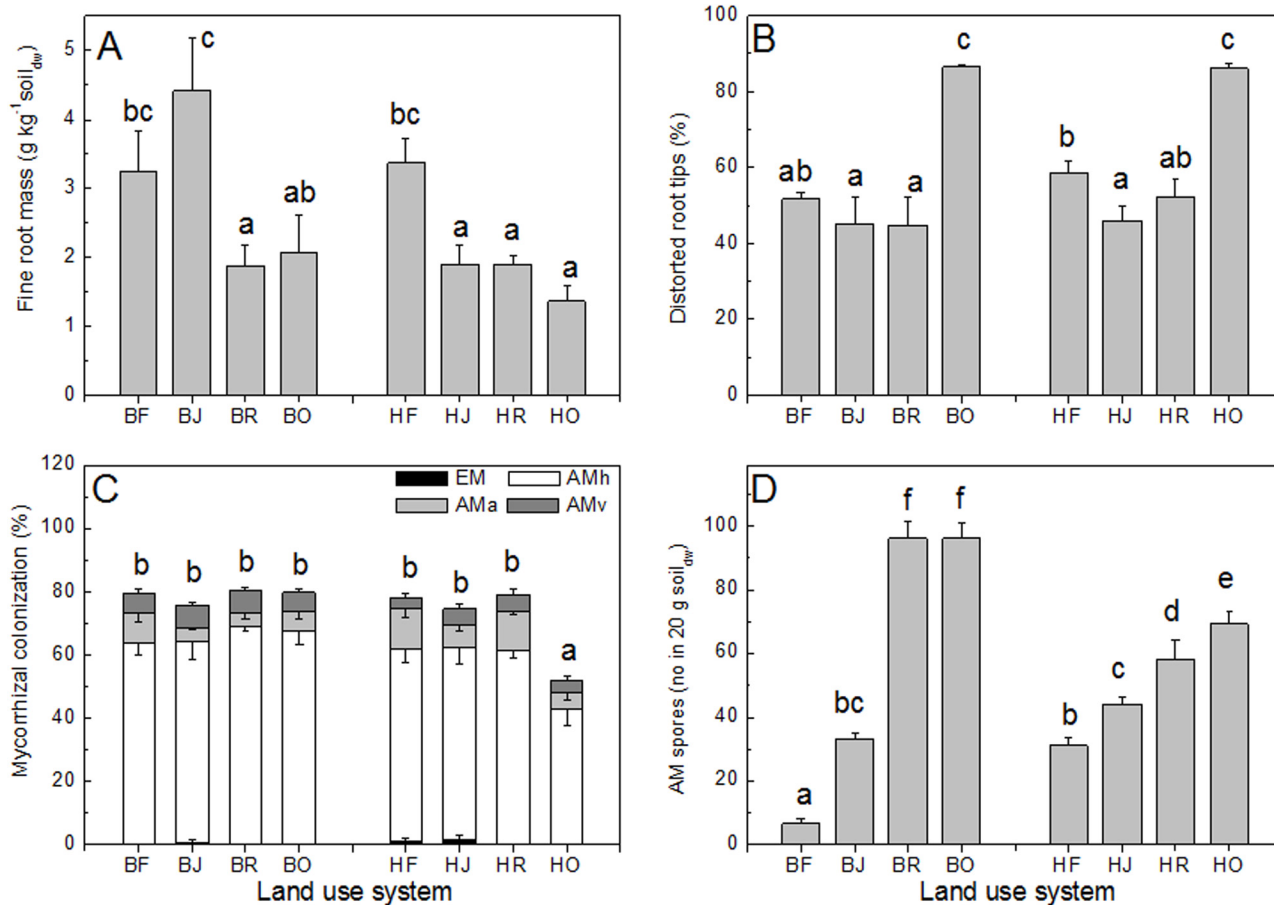 A
Fine root mass (g kg⁻¹ soil_dw)
5
4
3
2
1
0
bc
c
a
ab
bc
a
a
a
BF BJ BR BO HF HJ HR HO
B
Distorted root tips (%)
100
80
60
40
20
0
ab
a
a
c
b
a
ab
c
BF BJ BR BO HF HJ HR HO
C
Mycorrhizal colonization (%)
120
100
80
60
40
20
0
EM AMh
AMa AMv
b b b b b b b a
BF BJ BR BO HF HJ HR HO
Land use system
D
AM spores (no in 20 g soil_dw)
100
80
60
40
20
0
a
bc
f
f
b
c
d
e
BF BJ BR BO HF HJ HR HO
Land use system